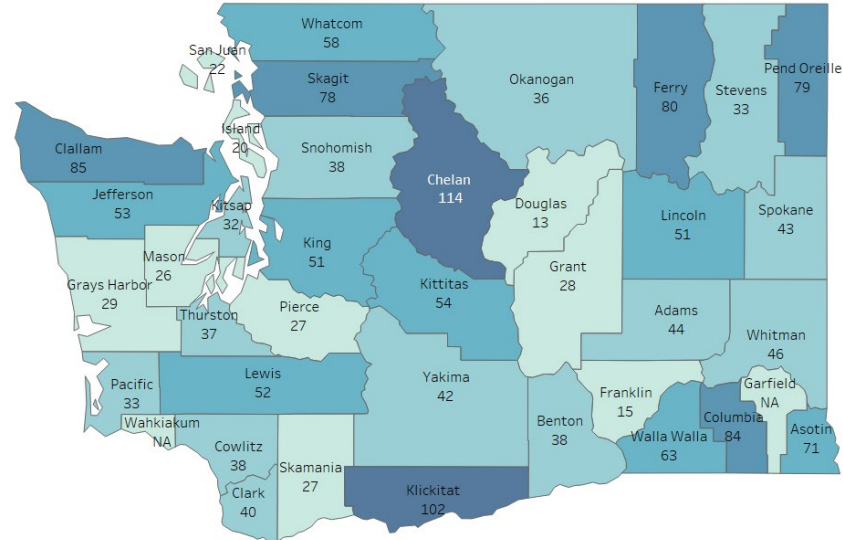 Whatcom
58
San Juan
22
Skagit
78
Okanogan
36
Ferry
80
Stevens
33
Pend Oreille
79
Island
20
Clallam
85
Snohomish
38
Chelan
114
Jefferson
53
Kitsap
32
Douglas
13
Lincoln
51
Spokane
43
King
51
Mason
26
Grays Harbor
29
Kittitas
54
Grant
28
Pierce
27
Thurston
37
Adams
44
Whitman
46
Lewis
52
Pacific
33
Yakima
42
Franklin
15
Garfield
NA
Benton
38
Columbia
84
Asotin
71
Wahkiakum
NA
Cowlitz
38
Walla Walla
63
Skamania
27
Clark
40
Klickitat
102